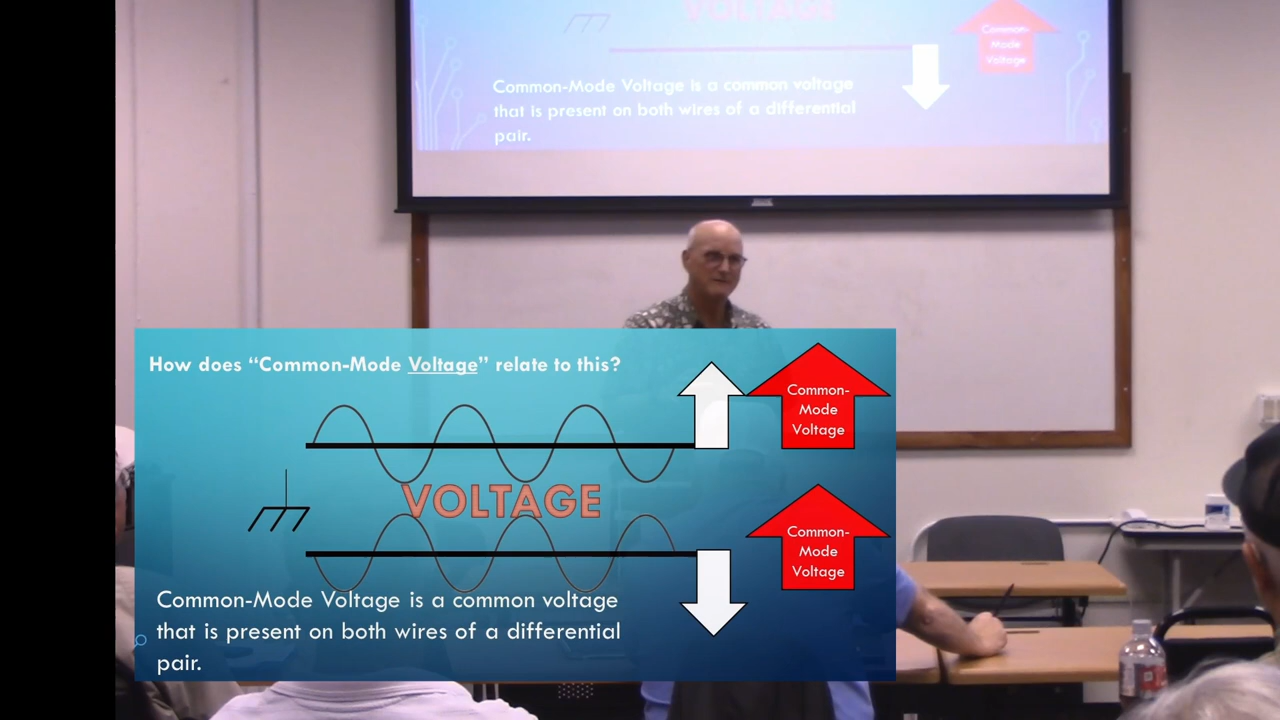 VOLTAGE
Common-
Mode
Voltage
Common-Mode Voltage is a common voltage
that is present on both wires of a differential
pair.
How does “Common-Mode Voltage” relate to this?
Common-
Mode
Voltage
VOLTAGE
Common-
Mode
Voltage
Common-Mode Voltage is a common voltage
that is present on both wires of a differential
pair.